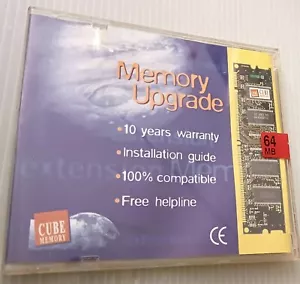 Memory
Upgrade
•10 years warranty
•Installation guide
•100% compatible
•Free helpline
64
MB
CUBE
MEMORY
CE